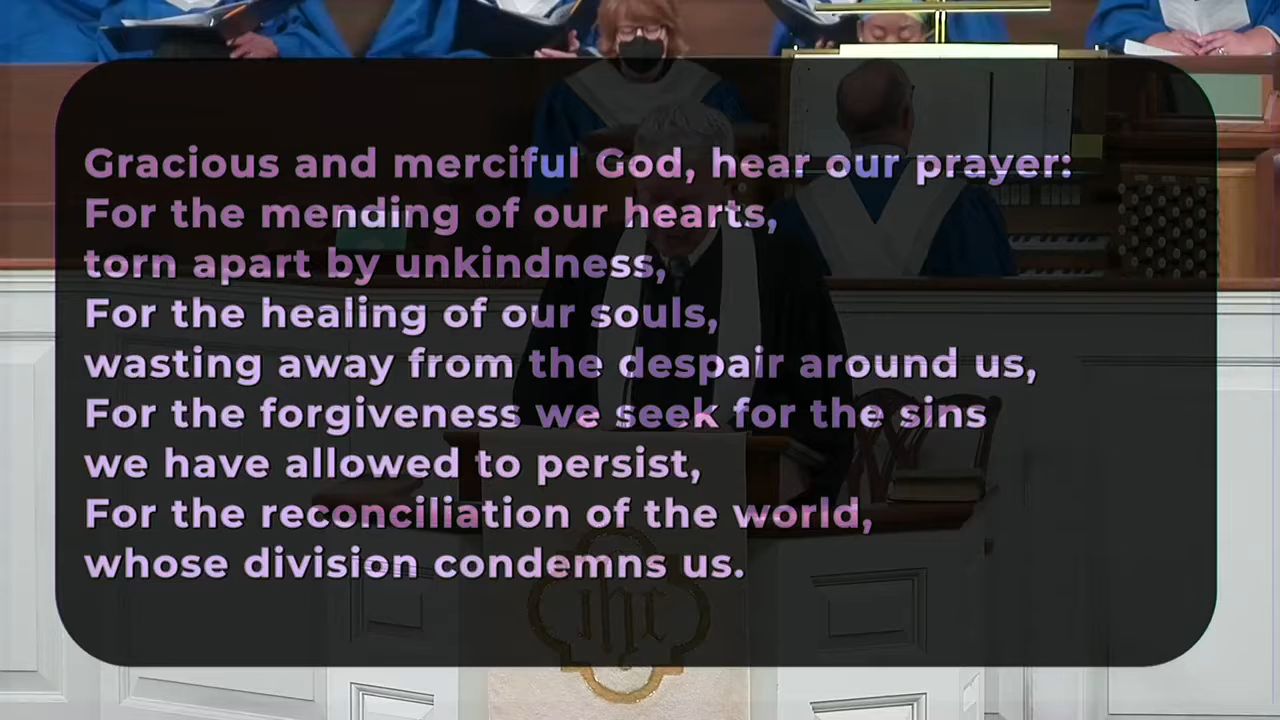 Gracious and merciful God, hear our prayer:
For the mending of our hearts,
torn apart by unkindness,
For the healing of our souls,
wasting away from the despair around us,
For the forgiveness we seek for the sins
we have allowed to persist,
For the reconciliation of the world,
whose division condemns us.
ihc